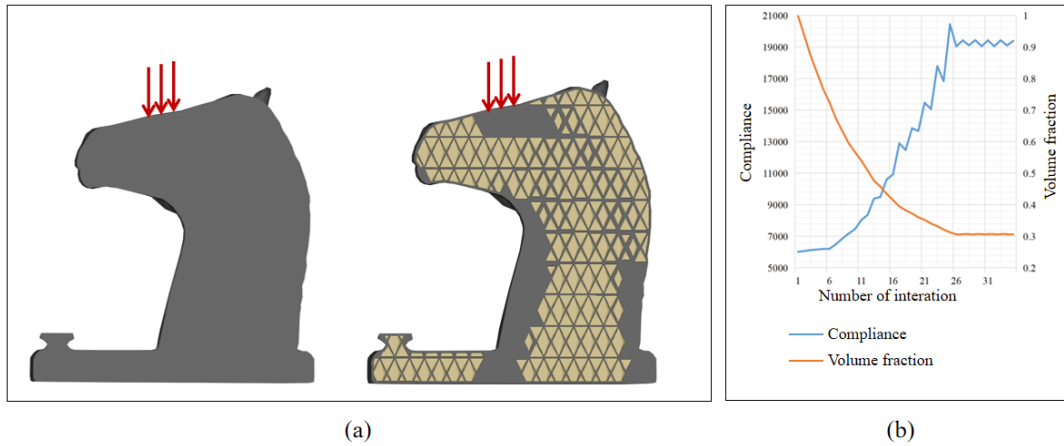 21000
19000
17000
15000
13000
11000
9000
7000
5000
Compliance
1
0.9
0.8
0.7
0.6
0.5
0.4
0.3
0.2
Volume fraction
1 6 11 16 21 26 31
Number of interation
Compliance
Volume fraction
(a) (b)